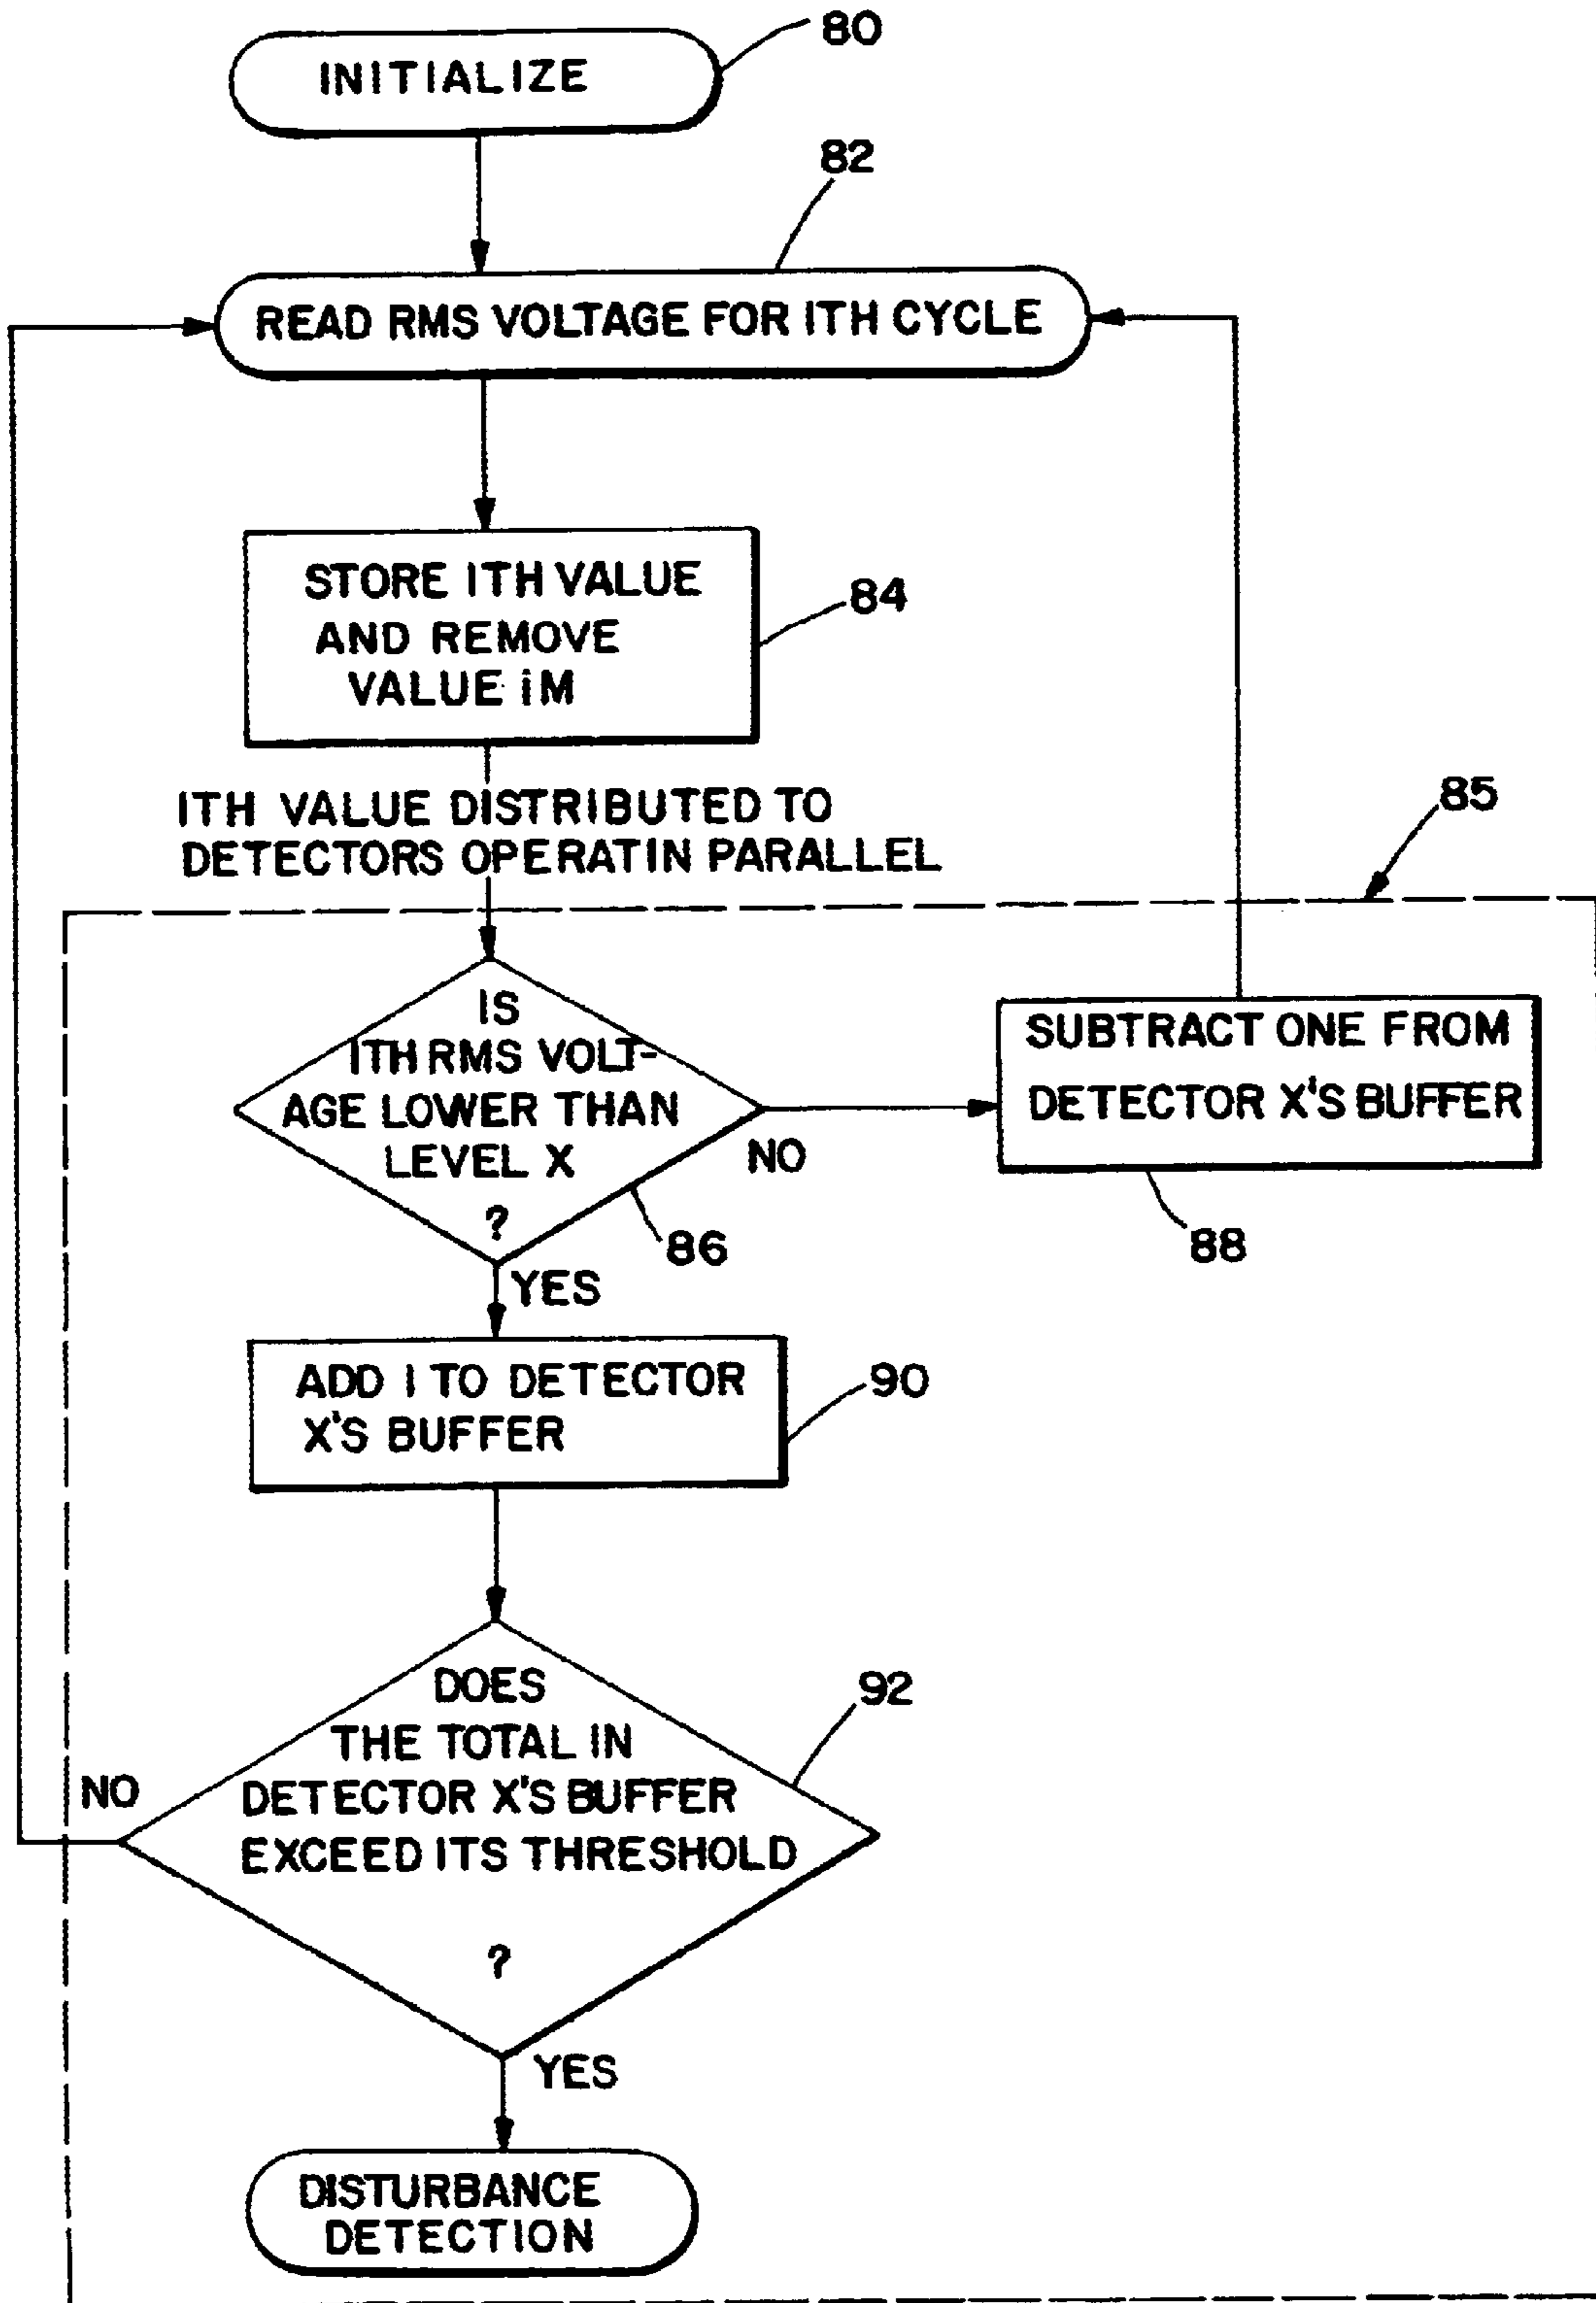 INITIALIZE
80
82
READ RMS VOLTAGE FOR ITH CYCLE
STORE ITH VALUE
AND REMOVE
VALUE iM
84
ITH VALUE DISTRIBUTED TO
DETECTORS OPERATIN PARALLEL
85
IS
ITH RMS VOLT-
AGE LOWER THAN
LEVEL X
?
NO
86
YES
SUBTRACT ONE FROM
DETECTOR X'S BUFFER
88
ADD 1 TO DETECTOR
X'S BUFFER
90
DOES
THE TOTAL IN
DETECTOR X'S BUFFER
EXCEED ITS THRESHOLD
?
92
NO
YES
DISTURBANCE
DETECTION